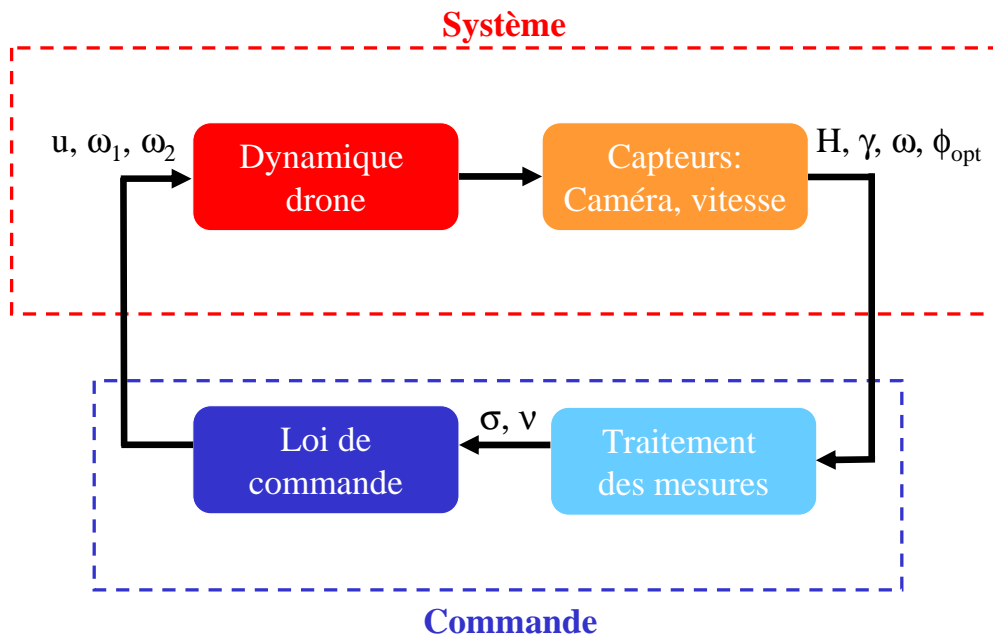 Système
u, ω₁, ω₂
Dynamique
drone
Capteurs:
Caméra, vitesse
H, γ, ω, ϕₒₚₜ
Loi de
commande
σ, ν
Traitement
des mesures
Commande